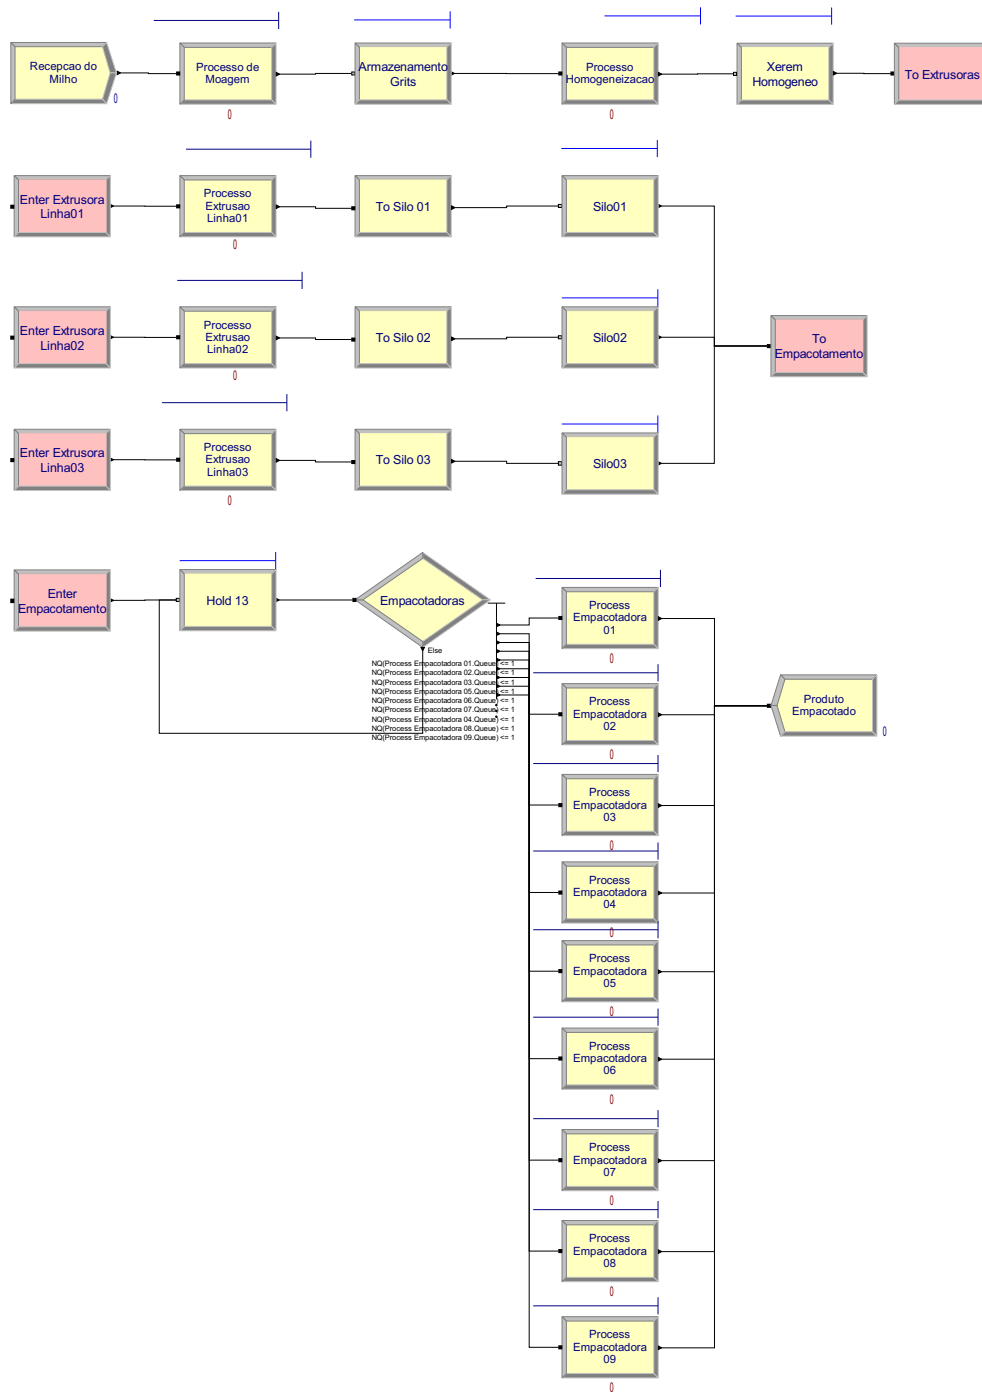 Recepcao do
Milho
0
Processo de
Moagem
0
Armazenamento
Grits
Processo
Homogeneizacao
0
Xerem
Homogeneo
To Extrusoras
Enter Extrusora
Linha01
Processo
Extrusao
Linha01
0
To Silo 01
Silo01
Enter Extrusora
Linha02
Processo
Extrusao
Linha02
0
To Silo 02
Silo02
To
Empacotamento
Enter Extrusora
Linha03
Processo
Extrusao
Linha03
0
To Silo 03
Silo03
Enter
Empacotamento
Hold 13
Empacotadoras
Else
NQ(Process Empacotadora 01.Queue) <= 1
NQ(Process Empacotadora 02.Queue) <= 1
NQ(Process Empacotadora 03.Queue) <= 1
NQ(Process Empacotadora 05.Queue) <= 1
NQ(Process Empacotadora 06.Queue) <= 1
NQ(Process Empacotadora 07.Queue) <= 1
NQ(Process Empacotadora 04.Queue) <= 1
NQ(Process Empacotadora 08.Queue) <= 1
NQ(Process Empacotadora 09.Queue) <= 1
Process
Empacotadora
01
0
Process
Empacotadora
02
0
Process
Empacotadora
03
0
Process
Empacotadora
04
0
Process
Empacotadora
05
0
Process
Empacotadora
06
0
Process
Empacotadora
07
Process
Empacotadora
08
0
Process
Empacotadora
09
0
Produto
Empacotado
0